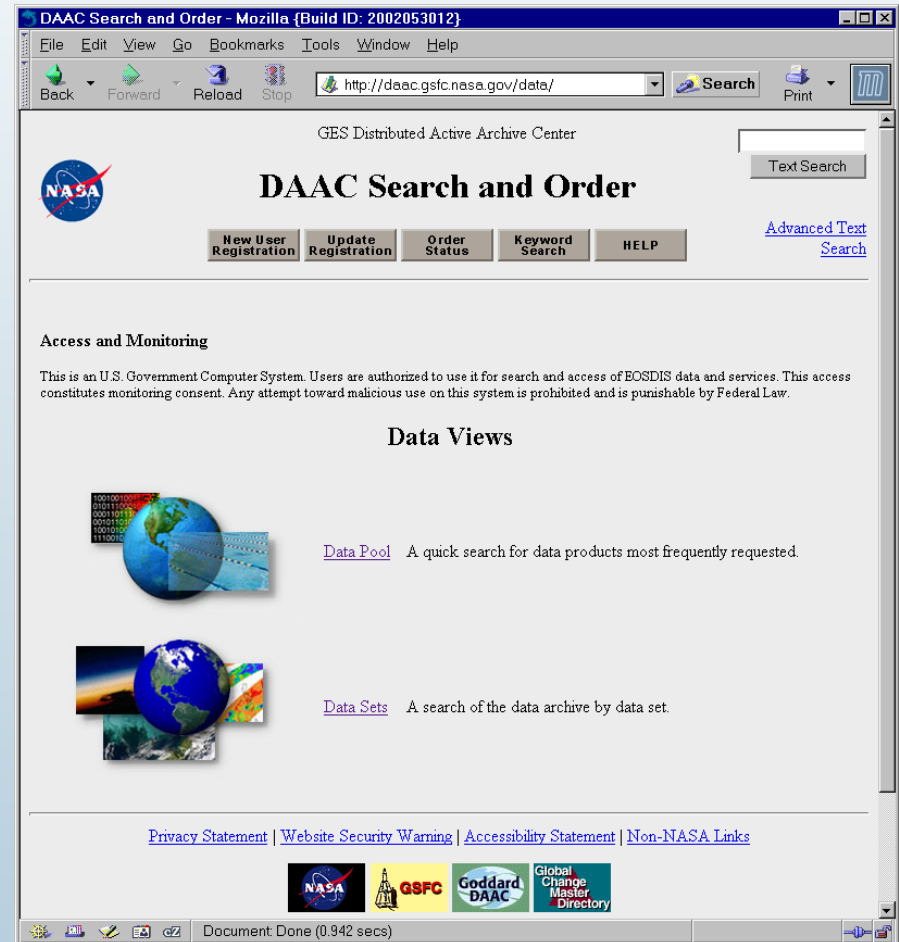 DAAC Search and Order - Mozilla {Build ID: 2002053012}
File Edit View Go Bookmarks Tools Window Help
Back Forward Reload Stop http://daac.gsfc.nasa.gov/data/ Search Print
GES Distributed Active Archive Center
Text Search
NASA
DAAC Search and Order
Advanced Text
Search
New User
Registration
Update
Registration
Order
Status
Keyword
Search
HELP
Access and Monitoring
This is an U.S. Government Computer System. Users are authorized to use it for search and access of EOSDIS data and services. This access
constitutes monitoring consent. Any attempt toward malicious use on this system is prohibited and is punishable by Federal Law.
Data Views
Data Pool A quick search for data products most frequently requested.
Data Sets A search of the data archive by data set.
Privacy Statement | Website Security Warning | Accessibility Statement | Non-NASA Links
NASA
GSFC
Goddard
DAAC
Global
Change
Master
Directory
Document: Done (0.942 secs)